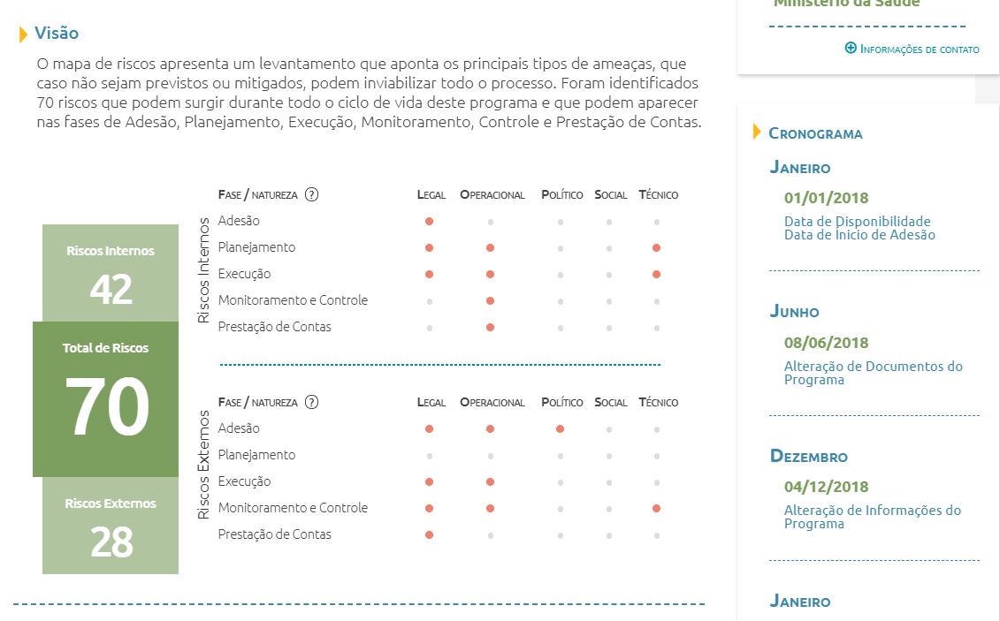 Visão
O mapa de riscos apresenta um levantamento que aponta os principais tipos de ameaças, que
caso não sejam previstos ou mitigados, podem inviabilizar todo o processo. Foram identificados
70 riscos que podem surgir durante todo o ciclo de vida deste programa e que podem aparecer
nas fases de Adesão, Planejamento, Execução, Monitoramento, Controle e Prestação de Contas.
Riscos Internos
42
Total de Riscos
70
Riscos Externos
28
Riscos Internos
Fase / natureza ? Legal Operacional Político Social Técnico
Adesão
Planejamento
Execução
Monitoramento e Controle
Prestação de Contas
Riscos Externos
Fase / natureza ? Legal Operacional Político Social Técnico
Adesão
Planejamento
Execução
Monitoramento e Controle
Prestação de Contas
Ministério da Saúde
Informações de contato
Cronograma
Janeiro
01/01/2018
Data de Disponibilidade
Data de Ínicio de Adesão
Junho
08/06/2018
Alteração de Documentos do
Programa
Dezembro
04/12/2018
Alteração de Informações do
Programa
Janeiro